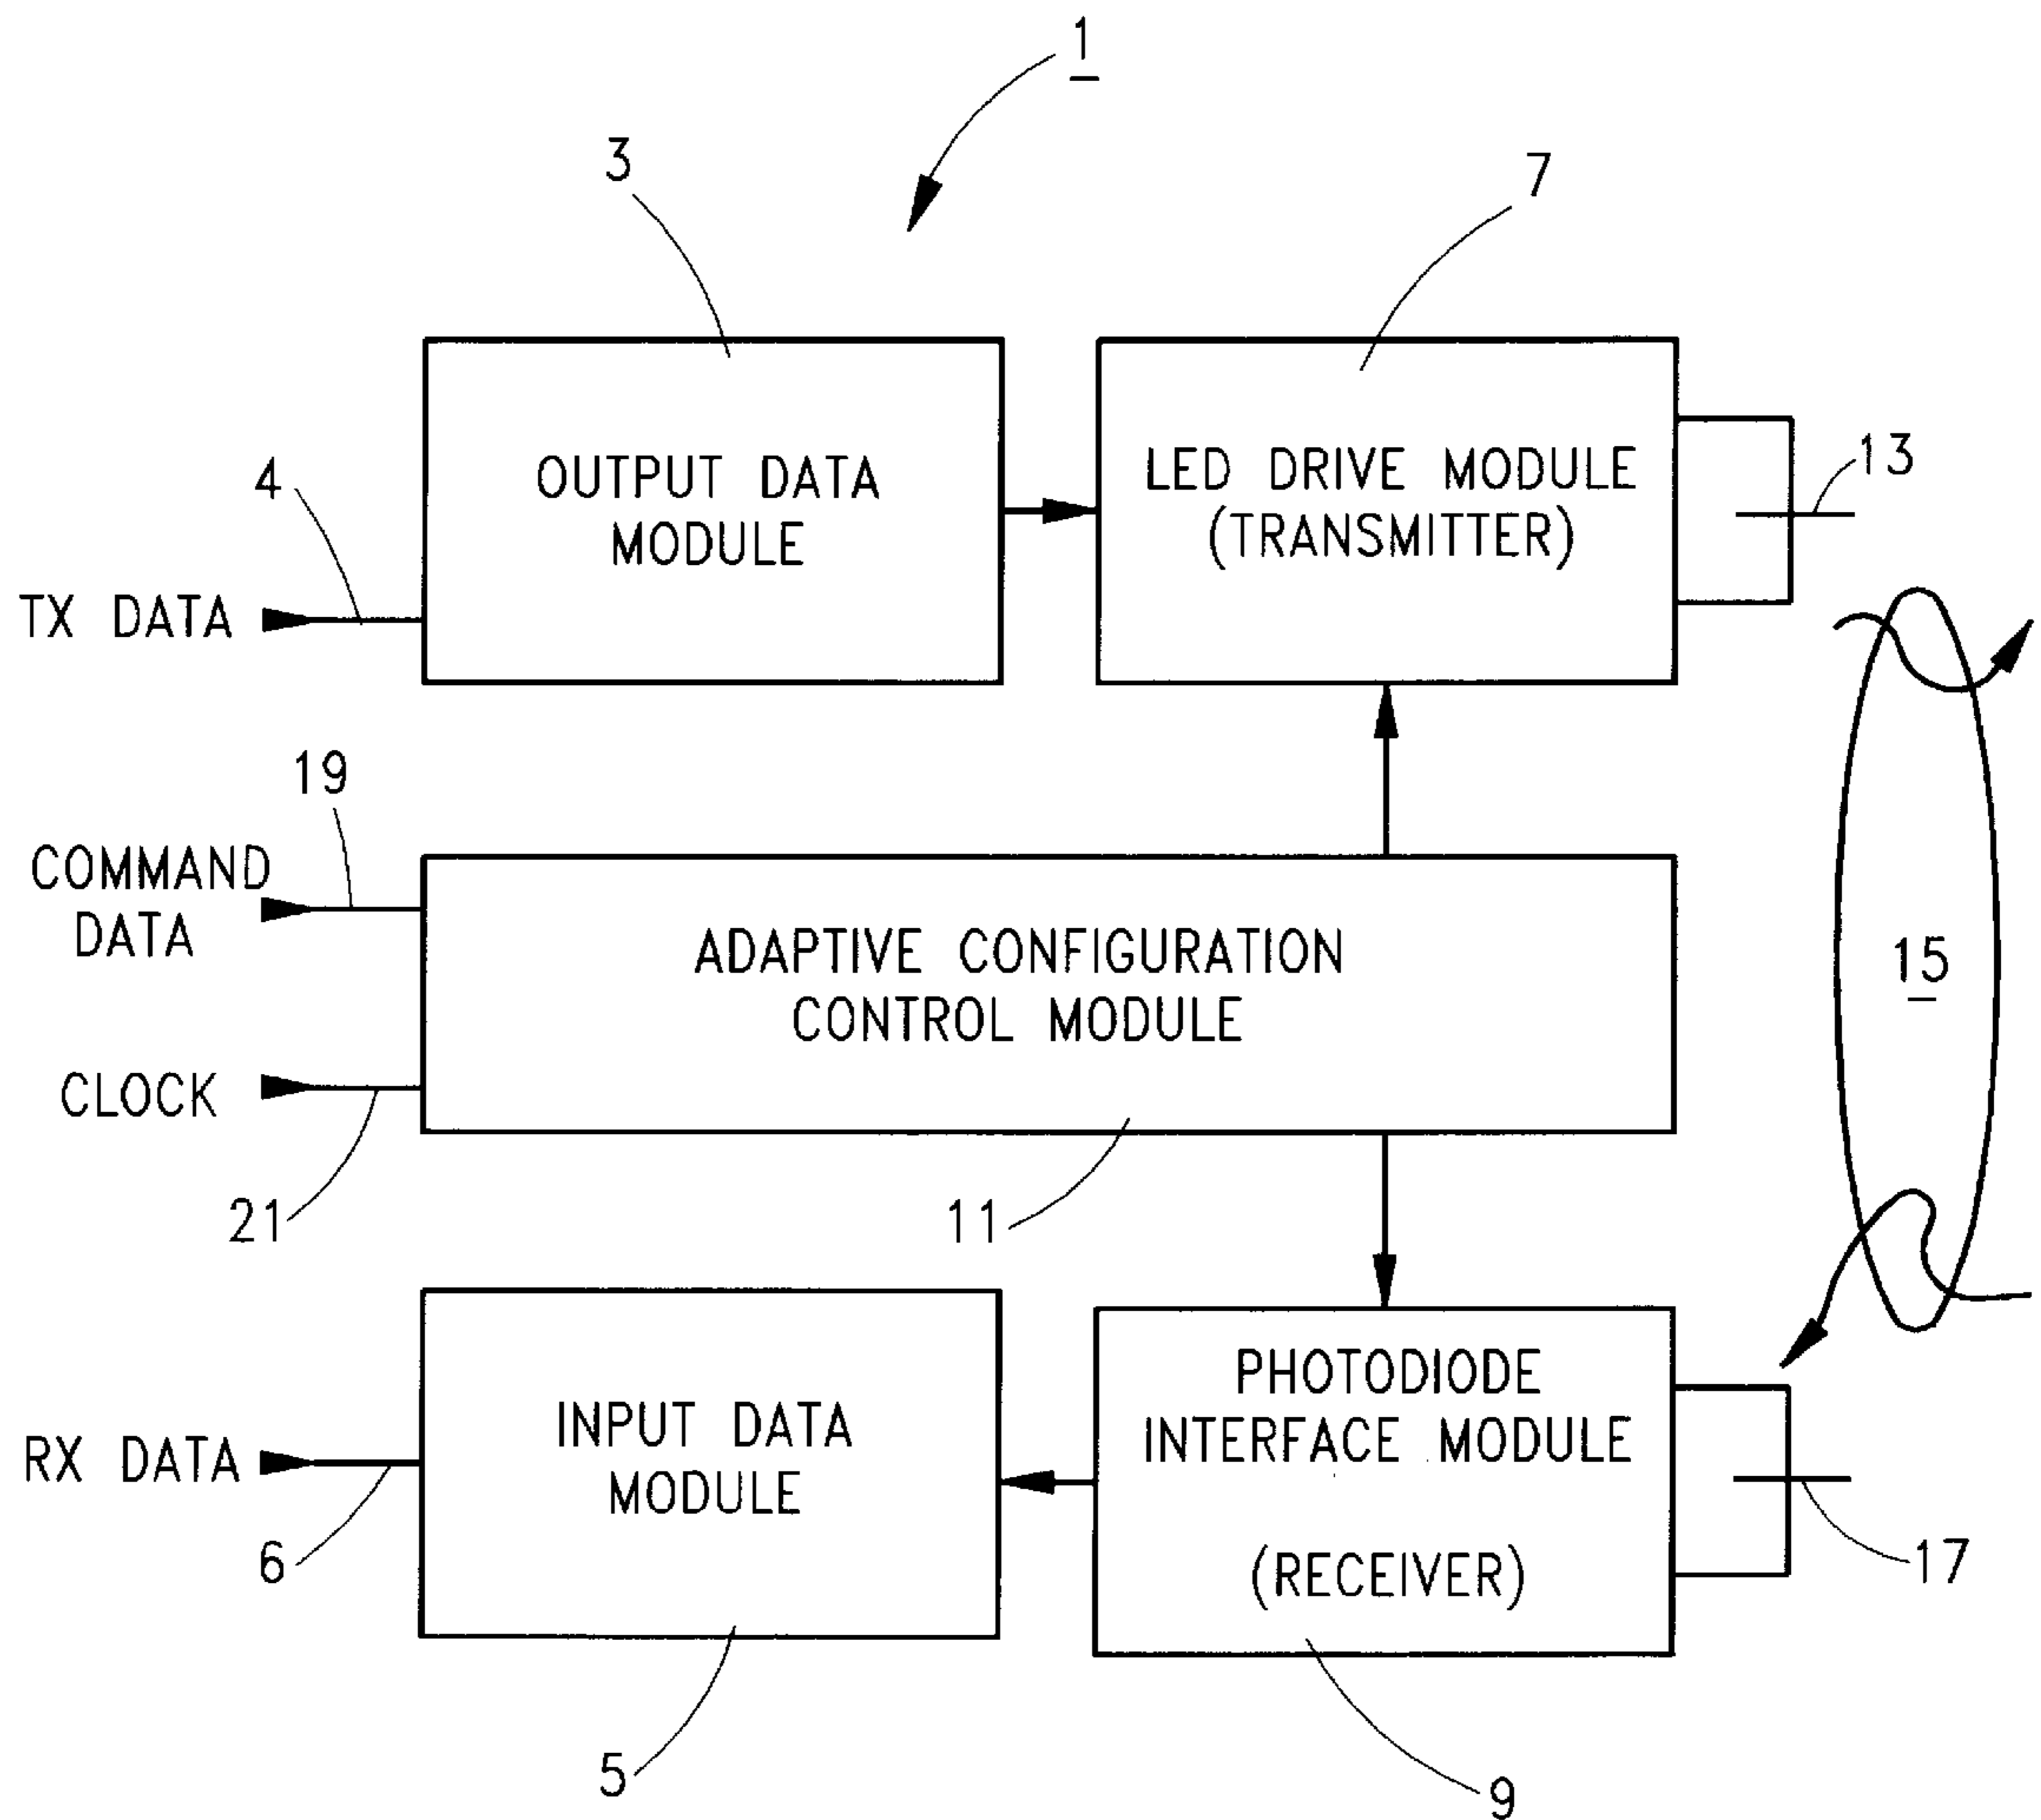 1
3
7
OUTPUT DATA
MODULE
LED DRIVE MODULE
(TRANSMITTER)
13
4
TX DATA
19
COMMAND
DATA
ADAPTIVE CONFIGURATION
CONTROL MODULE
15
CLOCK
21
11
INPUT DATA
MODULE
PHOTODIODE
INTERFACE MODULE
(RECEIVER)
RX DATA
6
17
5
9